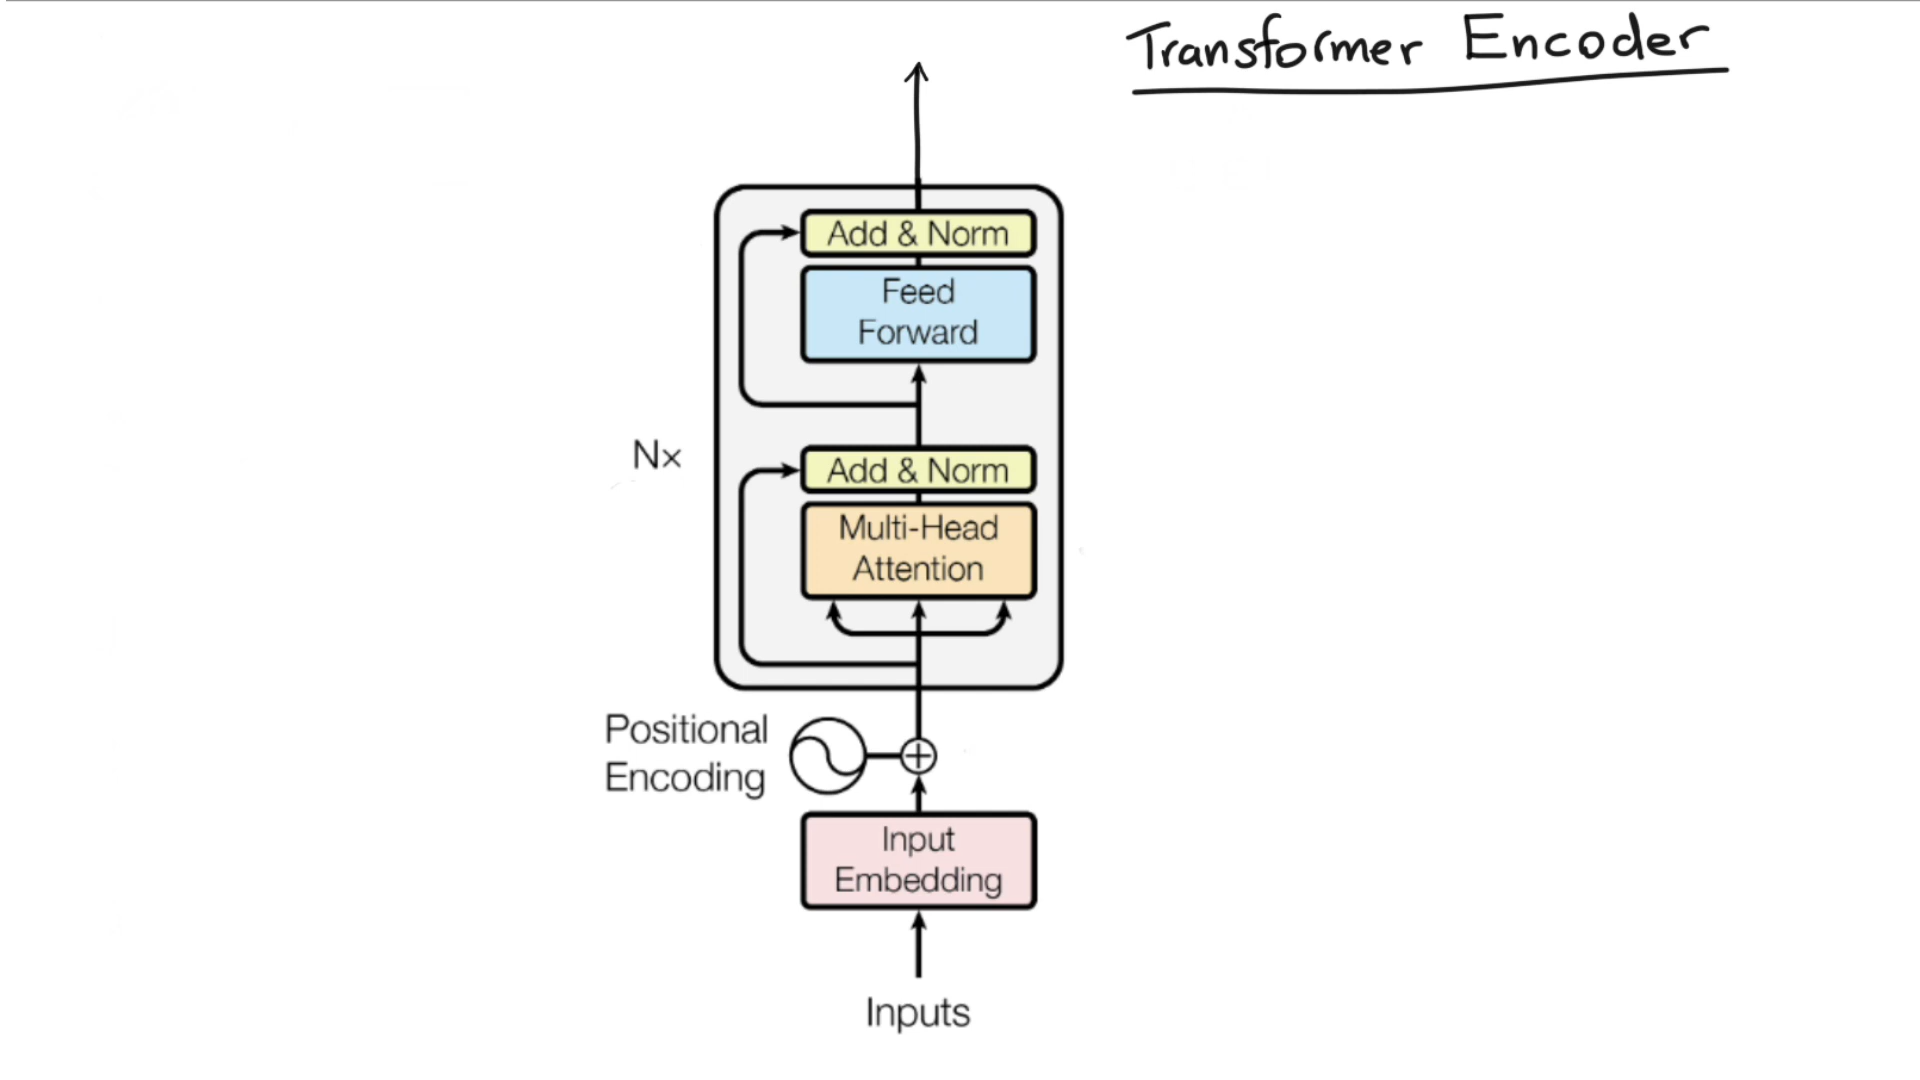 Transformer Encoder
Add & Norm
Feed
Forward
Nx
Add & Norm
Multi-Head
Attention
Positional
Encoding
Input
Embedding
Inputs